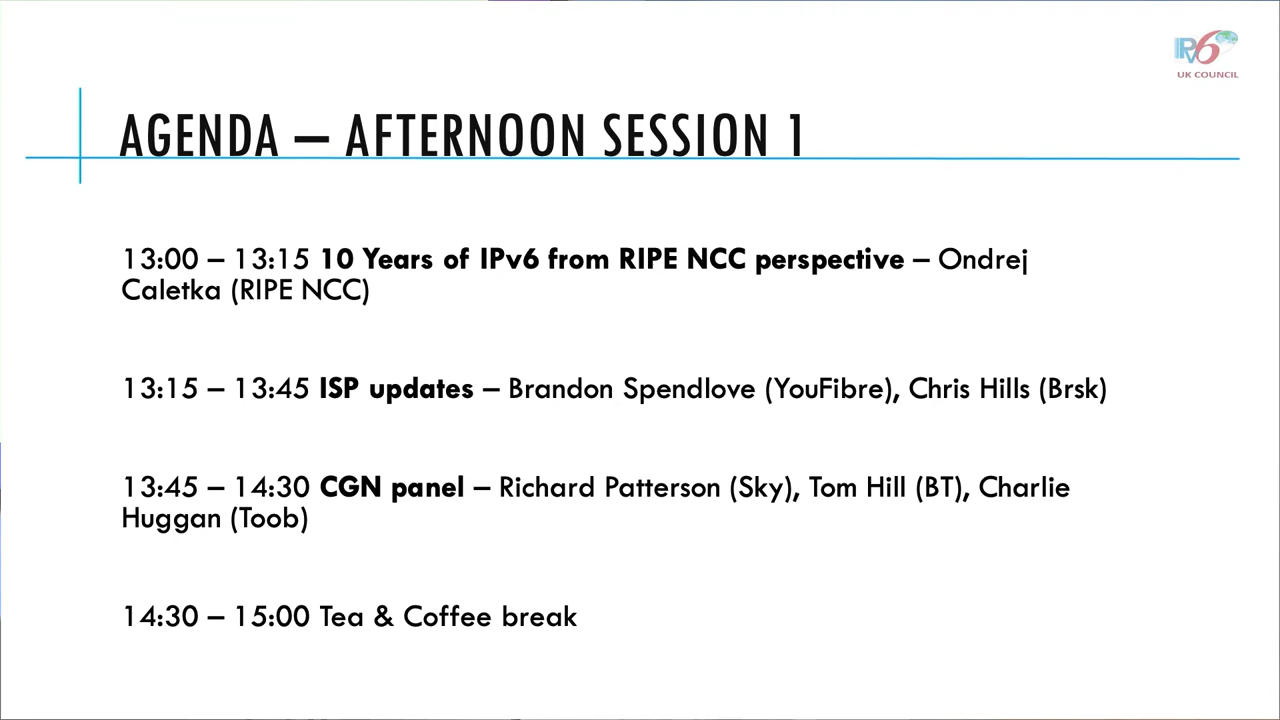 IPv6
UK COUNCIL
AGENDA – AFTERNOON SESSION 1
13:00 – 13:15 10 Years of IPv6 from RIPE NCC perspective – Ondrej
Caletka (RIPE NCC)
13:15 – 13:45 ISP updates – Brandon Spendlove (YouFibre), Chris Hills (Brsk)
13:45 – 14:30 CGN panel – Richard Patterson (Sky), Tom Hill (BT), Charlie
Huggan (Toob)
14:30 – 15:00 Tea & Coffee break